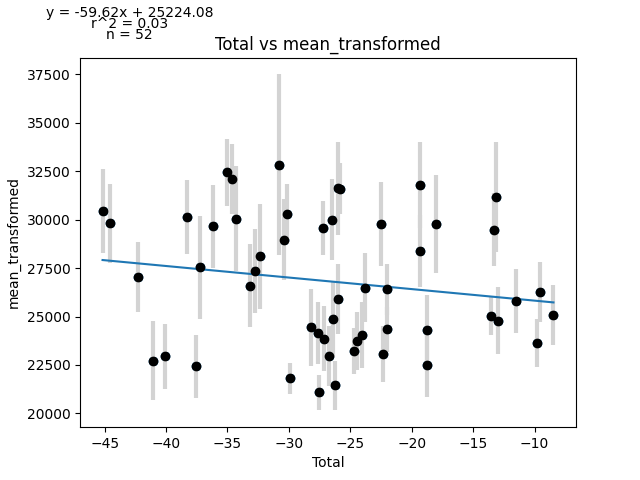 y = -59.62x + 25224.08
r^2 = 0.03
n = 52
Total vs mean_transformed
37500
35000
32500
30000
27500
25000
22500
20000
mean_transformed
−45
−40
−35
−30
−25
−20
−15
−10
Total